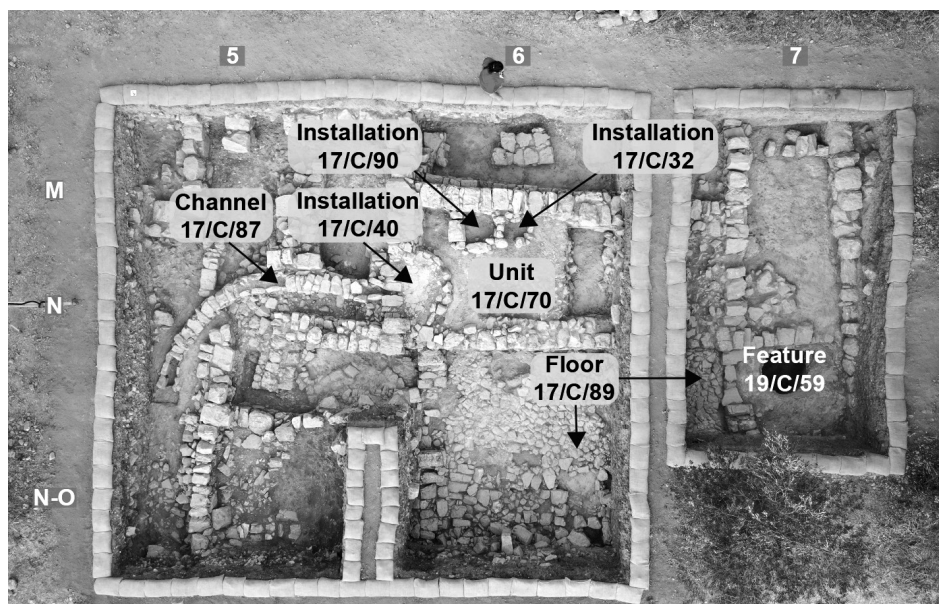 5
6
7
Installation
17/C/90
Installation
17/C/32
M
Channel
17/C/87
Installation
17/C/40
Unit
17/C/70
N
Floor
17/C/89
Feature
19/C/59
N-O